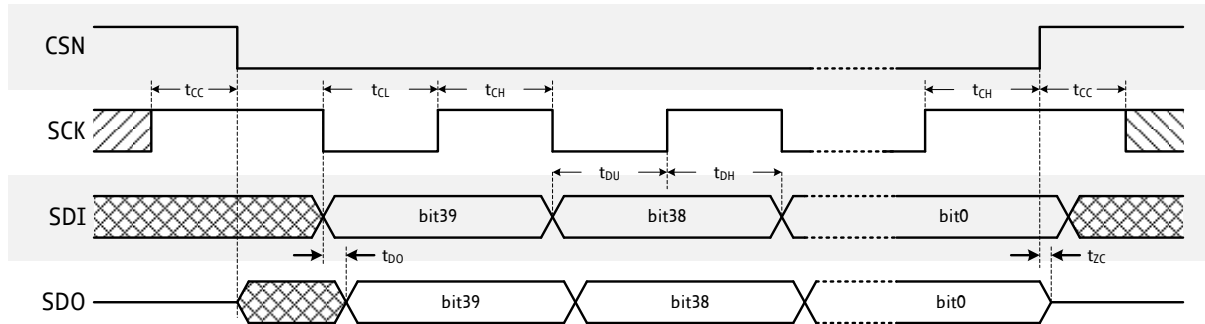 CSN
tCC tCL tCH tCH tCC
SCK
tDU tDH
SDI bit39 bit38 bit0
tDO tZC
SDO bit39 bit38 bit0